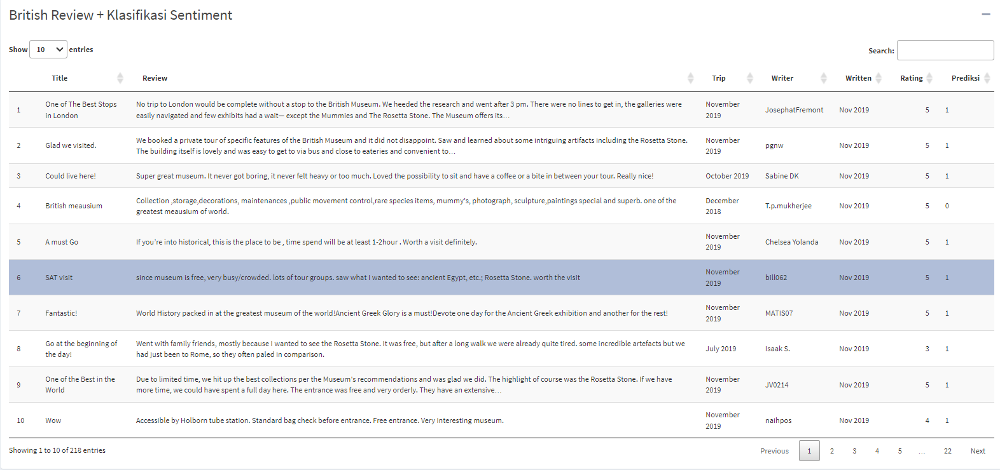 British Review + Klasifikasi Sentiment
Show 10 entries
Search:
Title Review Trip Writer Written Rating Prediksi
1 One of The Best Stops in London No trip to London would be complete without a stop to the British Museum. We heeded the research and went after 3 pm. There were no lines to get in, the galleries were easily navigated and few exhibits had a wait— except the Mummies and The Rosetta Stone. The Museum offers its… November 2019 JosephatFremont Nov 2019 5 1
2 Glad we visited. We booked a private tour of specific features of the British Museum and it did not disappoint. Saw and learned about some intriguing artifacts including the Rosetta Stone. The building itself is lovely and was easy to get to via bus and close to eateries and convenient to… November 2019 pgnw Nov 2019 5 1
3 Could live here! Super great museum. It never got boring, it never felt heavy or too much. Loved the possibility to sit and have a coffee or a bite in between your tour. Really nice! October 2019 Sabine DK Nov 2019 5 1
4 British meausium Collection ,storage,decorations, maintenances ,public movement control,rare species items, mummy's, photograph, sculpture,paintings special and superb. one of the greatest meausium of world. December 2018 T.p.mukherjee Nov 2019 5 0
5 A must Go If you’re into historical, this is the place to be , time spend will be at least 1-2hour . Worth a visit definitely. November 2019 Chelsea Yolanda Nov 2019 5 1
6 SAT visit since museum is free, very busy/crowded. lots of tour groups. saw what I wanted to see: ancient Egypt, etc.; Rosetta Stone. worth the visit November 2019 bill062 Nov 2019 5 1
7 Fantastic! World History packed in at the greatest museum of the world!Ancient Greek Glory is a must!Devote one day for the Ancient Greek exhibition and another for the rest! November 2019 MATIS07 Nov 2019 5 1
8 Go at the beginning of the day! Went with family friends, mostly because I wanted to see the Rosetta Stone. It was free, but after a long walk we were already quite tired. some incredible artefacts but we had just been to Rome, so they often paled in comparison. July 2019 Isaak S. Nov 2019 3 1
9 One of the Best in the World Due to limited time, we hit up the best collections per the Museum's recommendations and was glad we did. The highlight of course was the Rosetta Stone. If we have more time, we could have spent a full day here. The entrance was free and very orderly. They have an extensive… November 2019 JV0214 Nov 2019 5 1
10 Wow Accessible by Holborn tube station. Standard bag check before entrance. Free entrance. Very interesting museum. November 2019 naihpos Nov 2019 4 1
Showing 1 to 10 of 218 entries
Previous 1 2 3 4 5 … 22 Next